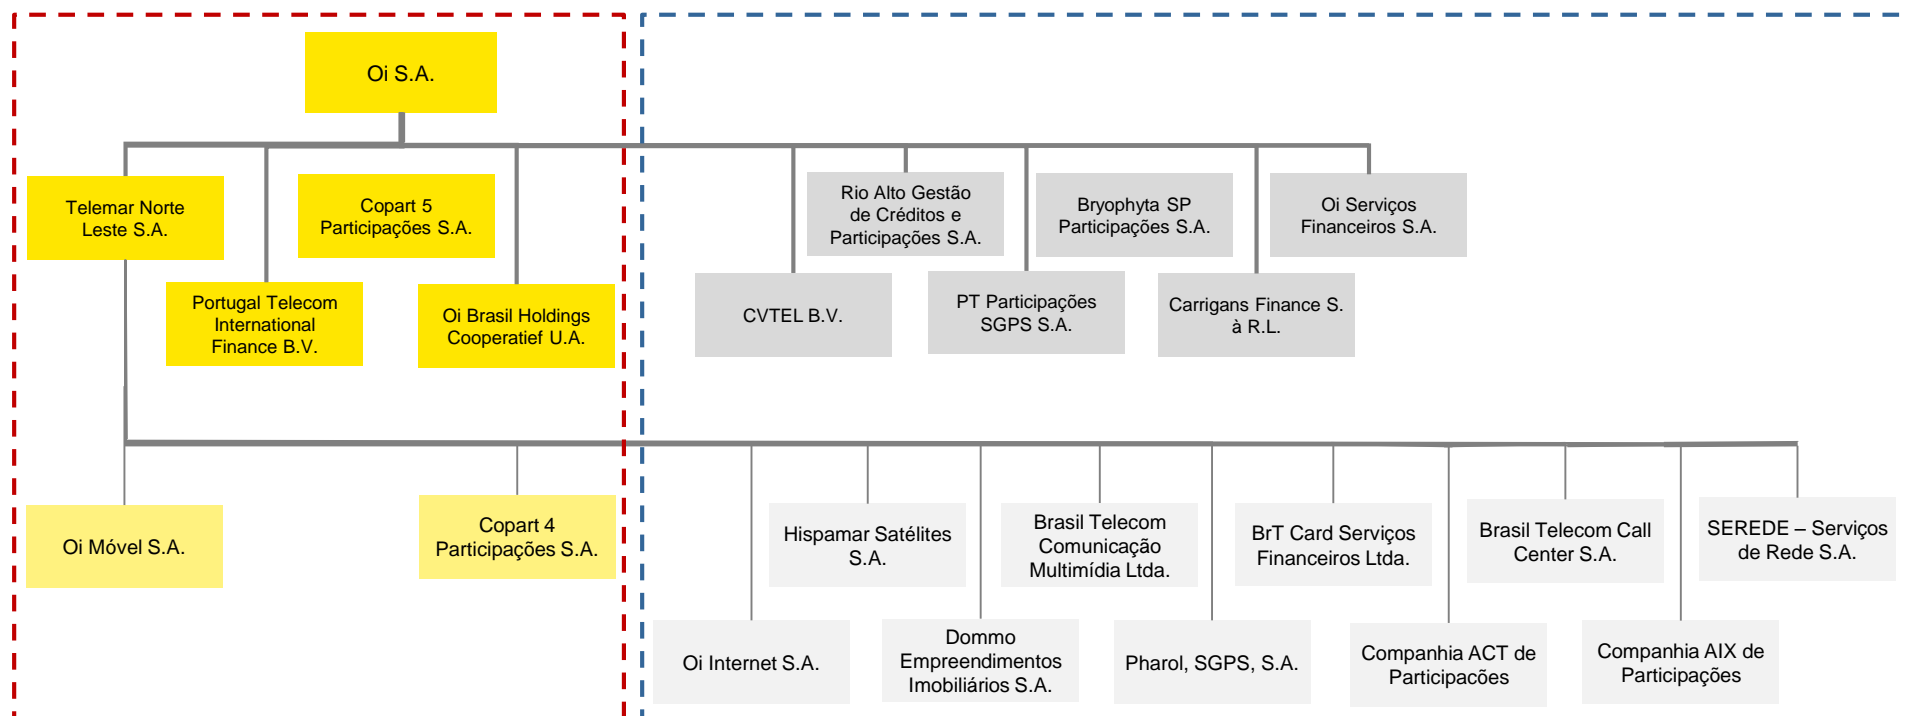 Oi S.A.
Telemar Norte
Leste S.A.
Copart 5
Participações S.A.
Rio Alto Gestão
de Créditos e
Participações S.A.
Bryophyta SP
Participações S.A.
Oi Serviços
Financeiros S.A.
Portugal Telecom
International
Finance B.V.
Oi Brasil Holdings
Cooperatief U.A.
CVTEL B.V.
PT Participações
SGPS S.A.
Carrigans Finance S.
à R.L.
Oi Móvel S.A.
Copart 4
Participações S.A.
Hispamar Satélites
S.A.
Brasil Telecom
Comunicação
Multimídia Ltda.
BrT Card Serviços
Financeiros Ltda.
Brasil Telecom Call
Center S.A.
SEREDE – Serviços
de Rede S.A.
Oi Internet S.A.
Dommo
Empreendimentos
Imobiliários S.A.
Pharol, SGPS, S.A.
Companhia ACT de
Participacões
Companhia AIX de
Participações